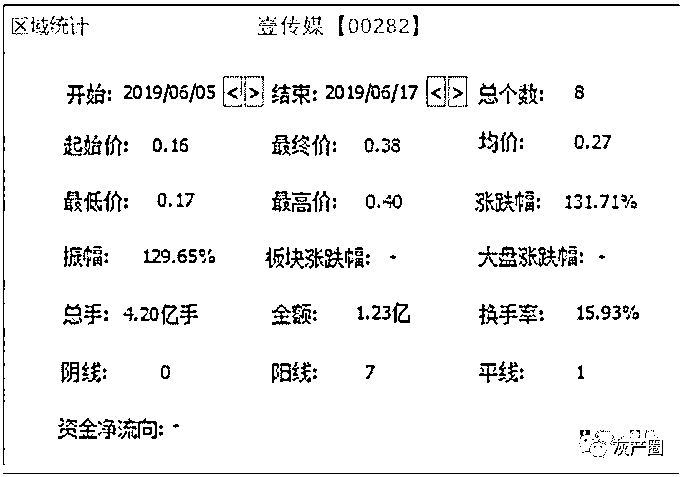 区域统计 壹传媒【00282】
开始: 2019/06/05 < > 结束: 2019/06/17 < > 总个数: 8
起始价: 0.16 最终价: 0.38 均价: 0.27
最低价: 0.17 最高价: 0.40 涨跌幅: 131.71%
振幅: 129.65% 板块涨跌幅: - 大盘涨跌幅: -
总手: 4.20亿手 金额: 1.23亿 换手率: 15.93%
阴线: 0 阳线: 7 平线: 1
资金净流向: -
灰产圈